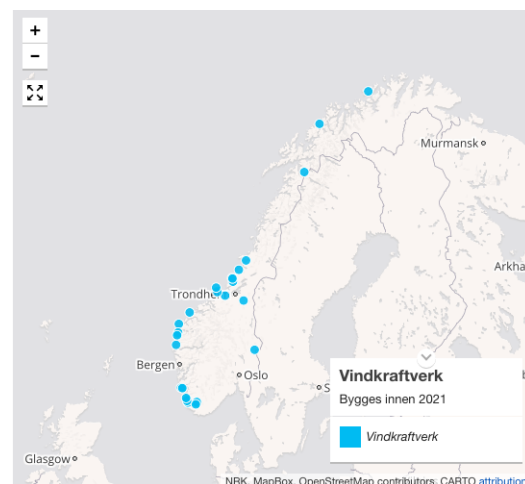 +
−
Murmansk
Arkha
Trondhe
Bergen
Oslo
S
Vindkraftverk
Bygges innen 2021
Vindkraftverk
Glasgow
NRK, MapBox, OpenStreetMap contributors, CARTO attribution